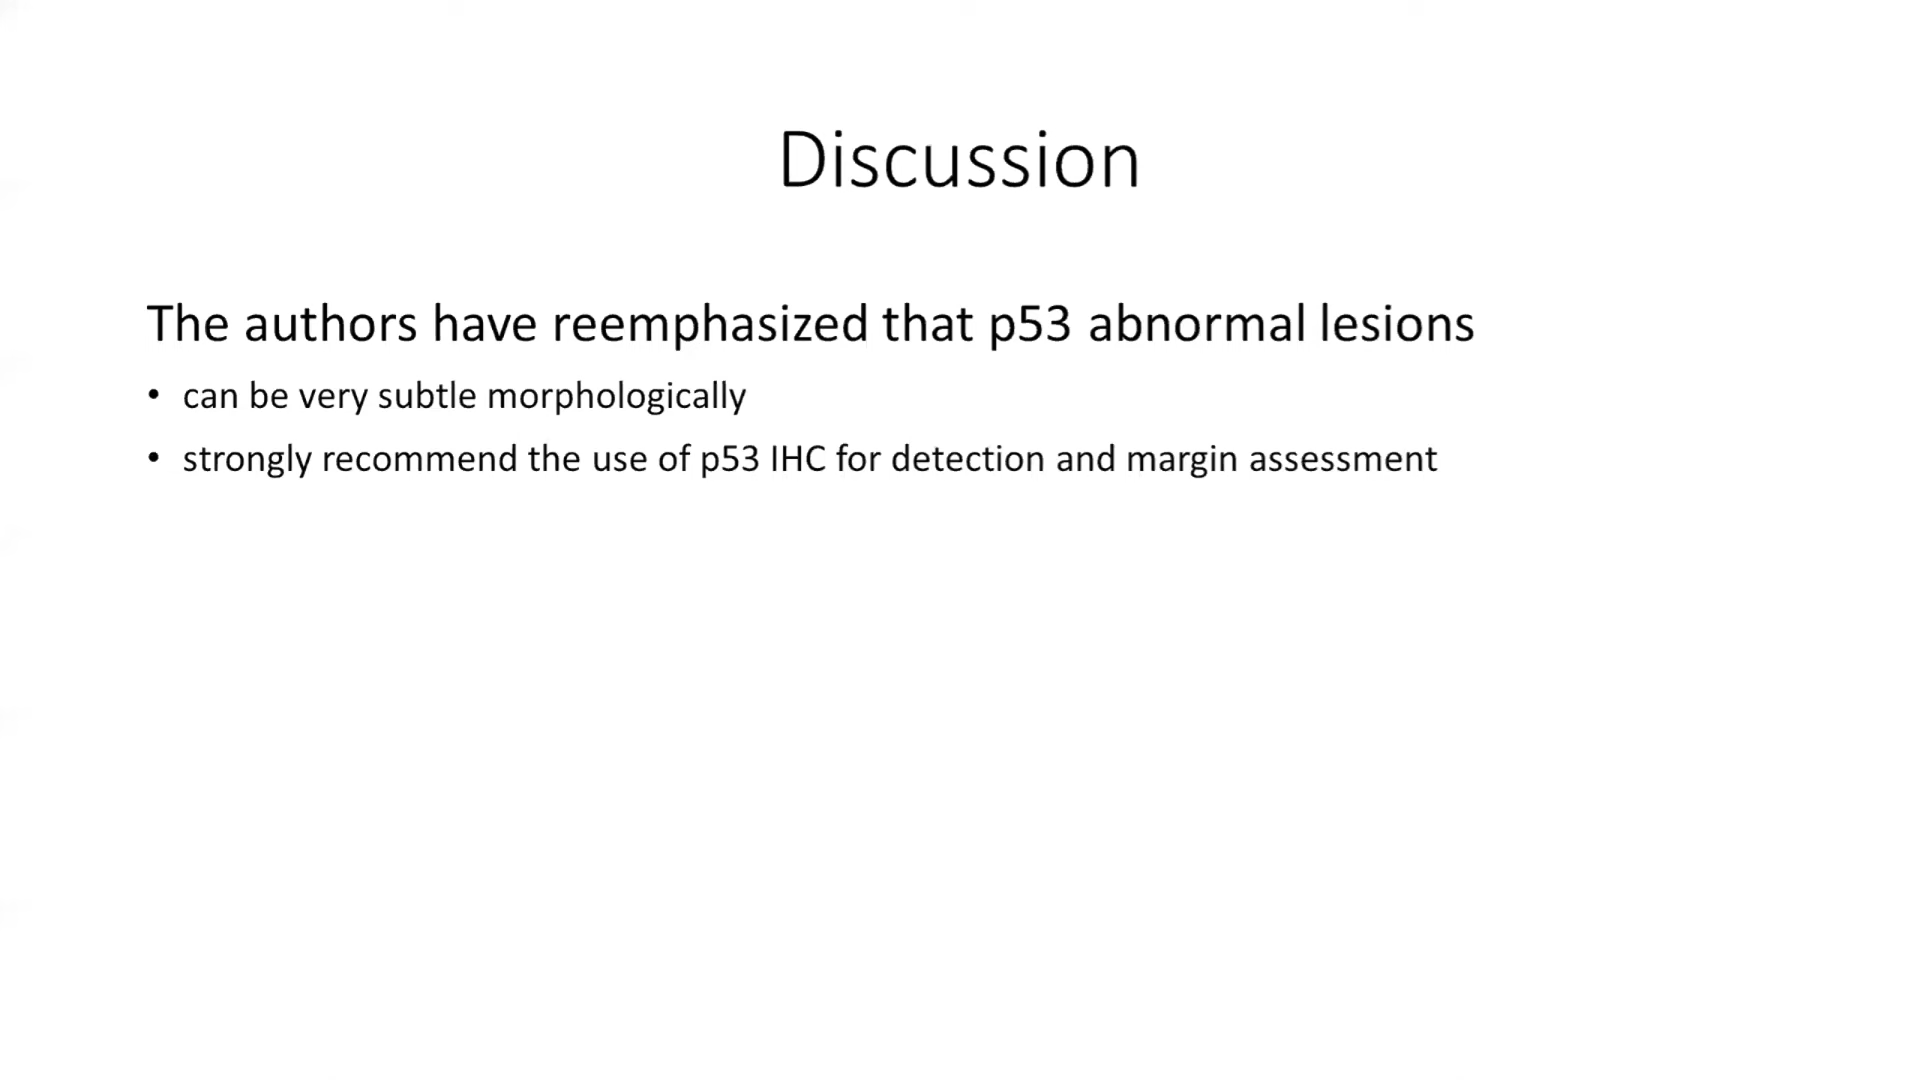 Discussion
The authors have reemphasized that p53 abnormal lesions
• can be very subtle morphologically
• strongly recommend the use of p53 IHC for detection and margin assessment